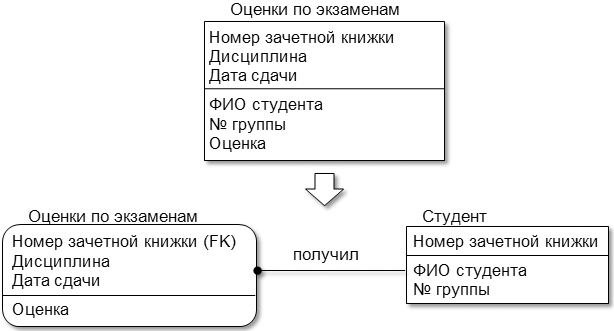 Оценки по экзаменам
Номер зачетной книжки
Дисциплина
Дата сдачи
ФИО студента
№ группы
Оценка
Оценки по экзаменам
Номер зачетной книжки (FK)
Дисциплина
Дата сдачи
Оценка
получил
Студент
Номер зачетной книжки
ФИО студента
№ группы